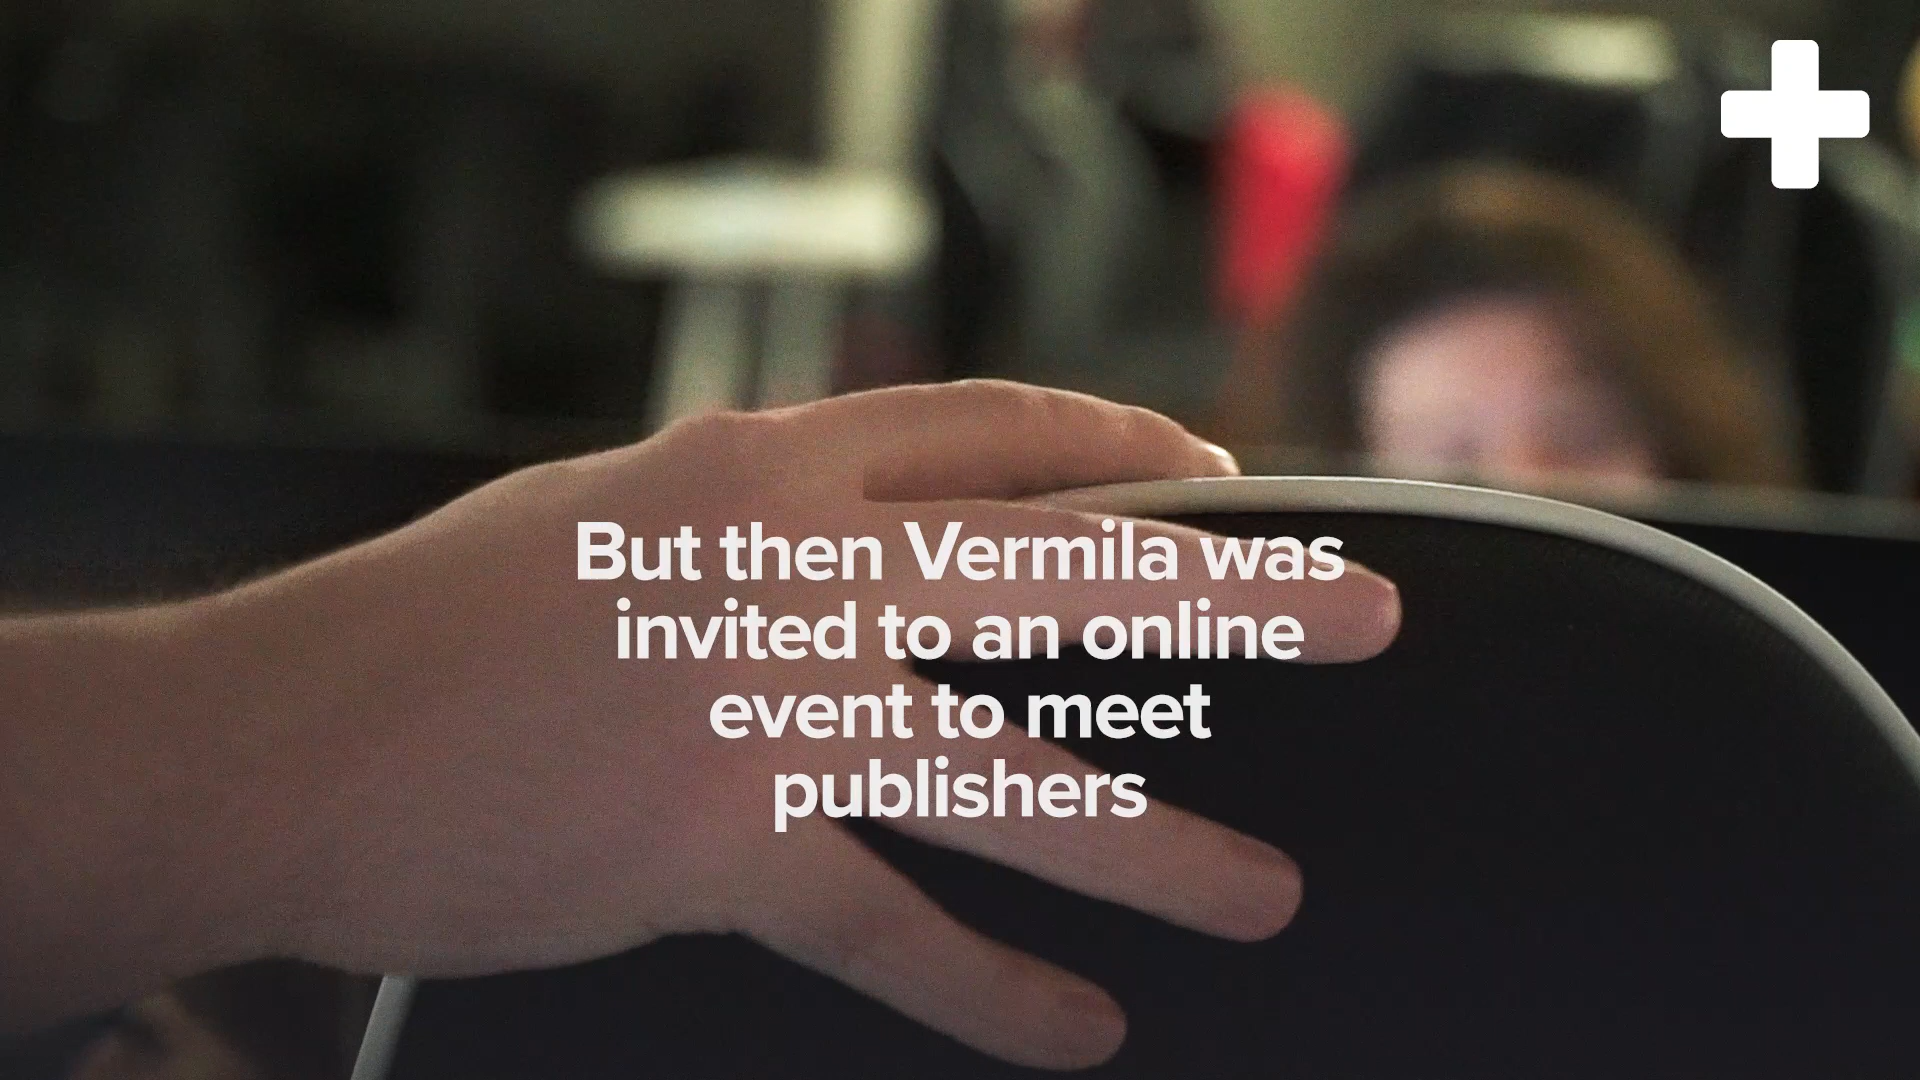 But then Vermila was
invited to an online
event to meet
publishers